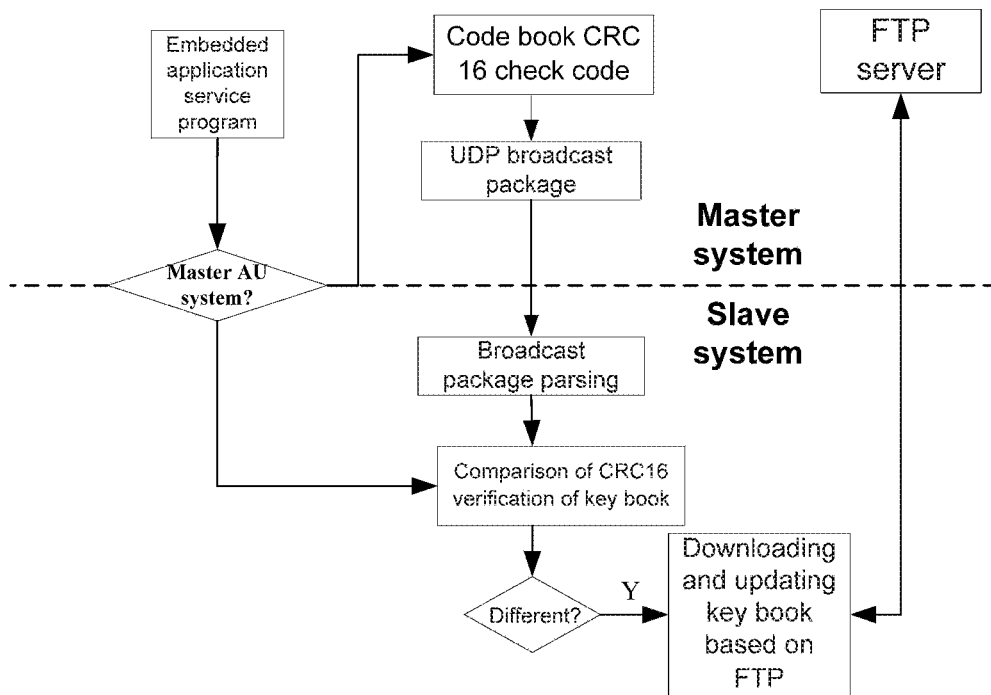 Embedded
application
service
program
Code book CRC
16 check code
FTP
server
UDP broadcast
package
Master
system
Master AU
system?
Slave
system
Broadcast
package parsing
Comparison of CRC16
verification of key book
Different?
Y
Downloading
and updating
key book
based on
FTP